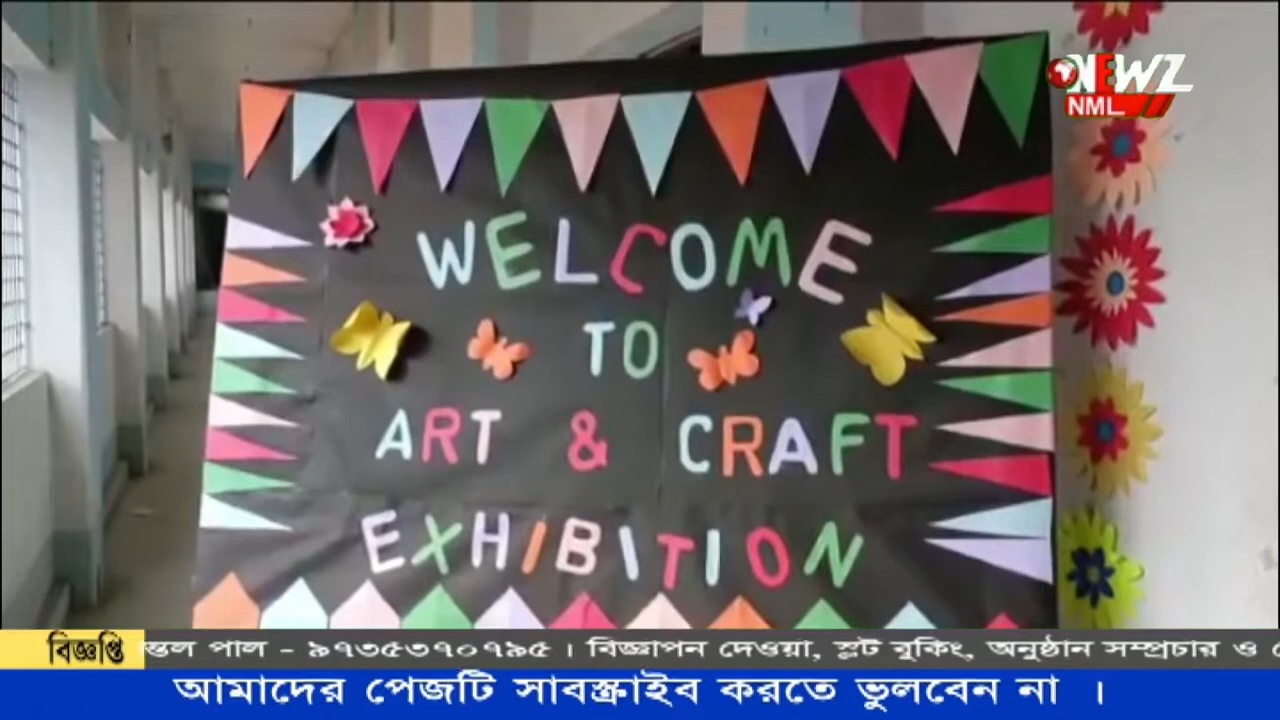 NEWZ
NML
WELCOME
TO
ART & CRAFT
EXHIBITION
বিজ্ঞপ্তি
পাল - ৯৭৩৫৩৭০৭৯৫ । বিজ্ঞাপন দেওয়া, স্লট বুকিং, অনুষ্ঠান সম্প্রচার ও
আমাদের পেজটি সাবস্ক্রাইব করতে ভুলবেন না ।